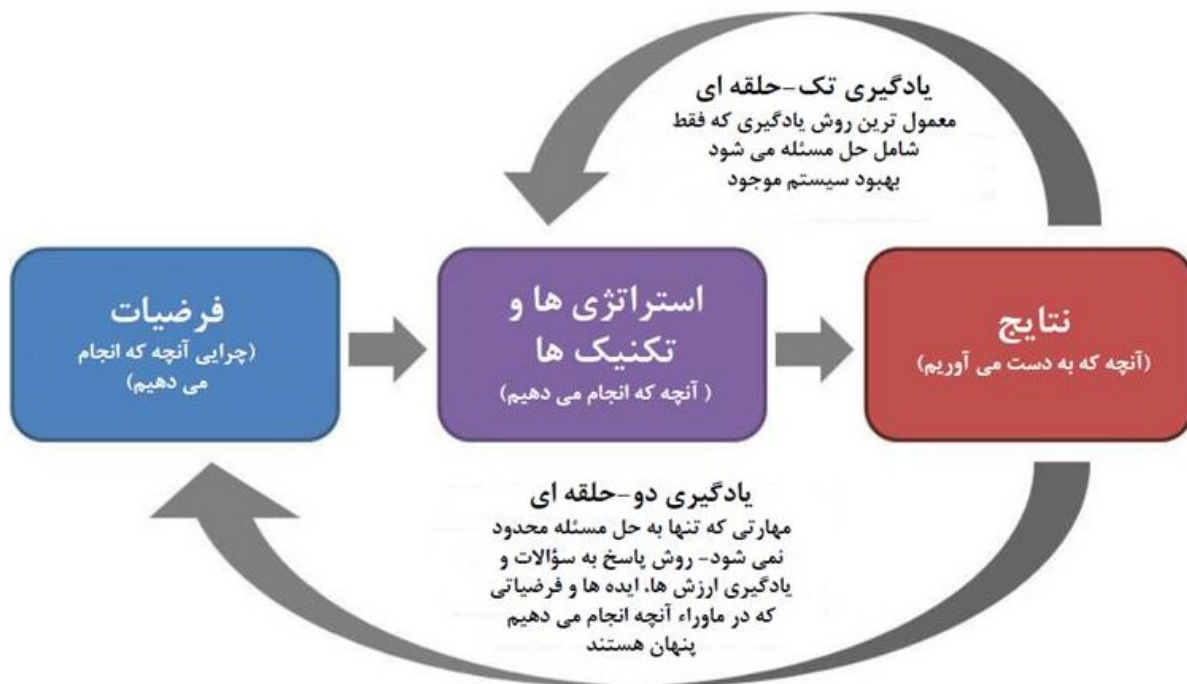 یادگیری تک-حلقه ای
معمول ترین روش یادگیری که فقط
شامل حل مسئله می شود
بهبود سیستم موجود
فرضیات
(چرایی آنچه که انجام
می دهیم)
استراتژی ها و
تکنیک ها
( آنچه که انجام می دهیم)
نتایج
(آنچه که به دست می آوریم)
یادگیری دو-حلقه ای
مهارتی که تنها به حل مسئله محدود
نمی شود- روش پاسخ به سؤالات و
یادگیری ارزش ها، ایده ها و فرضیاتی
که در ماوراء آنچه انجام می دهیم
پنهان هستند